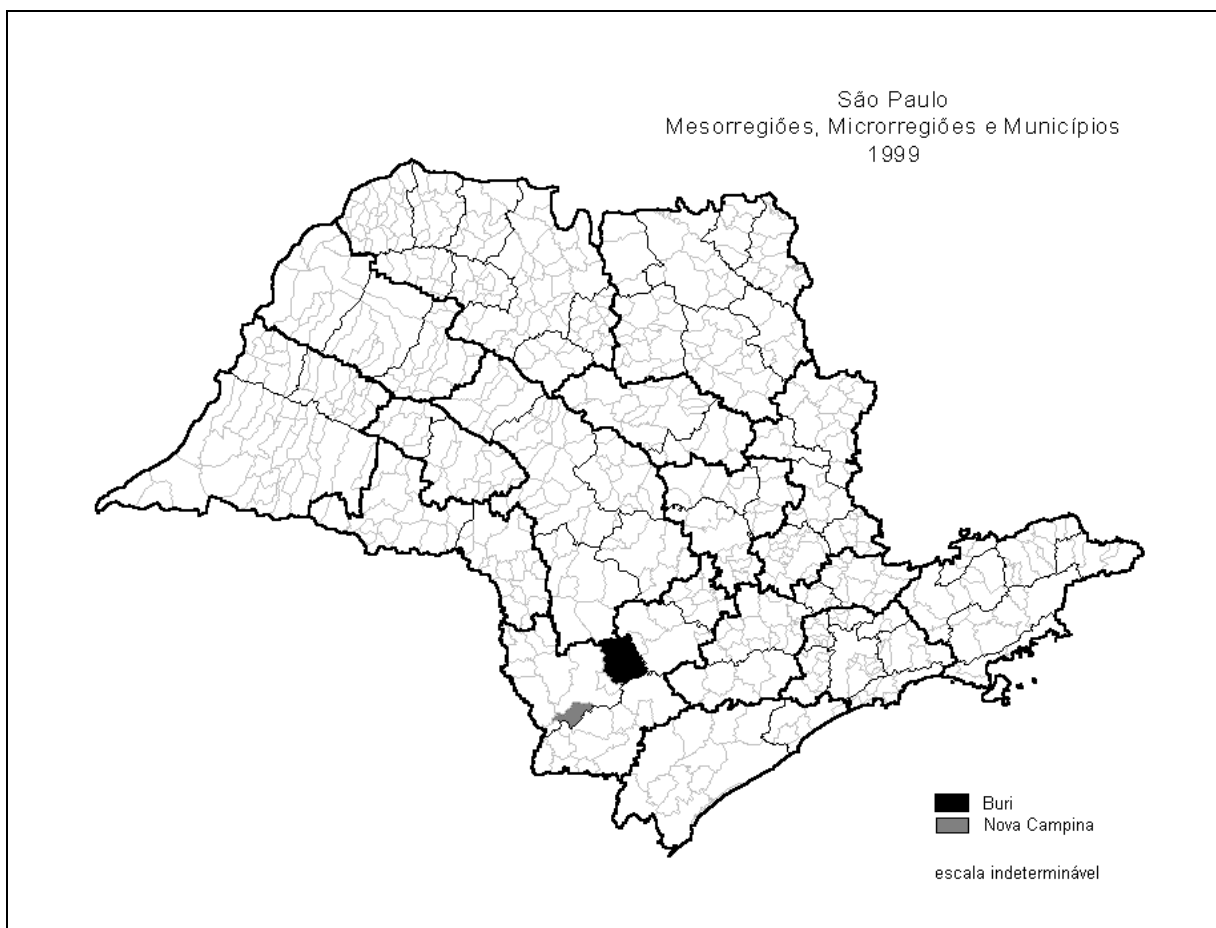 São Paulo
Mesorregiões, Microrregiões e Municípios
1999
Buri
Nova Campina
escala indeterminável